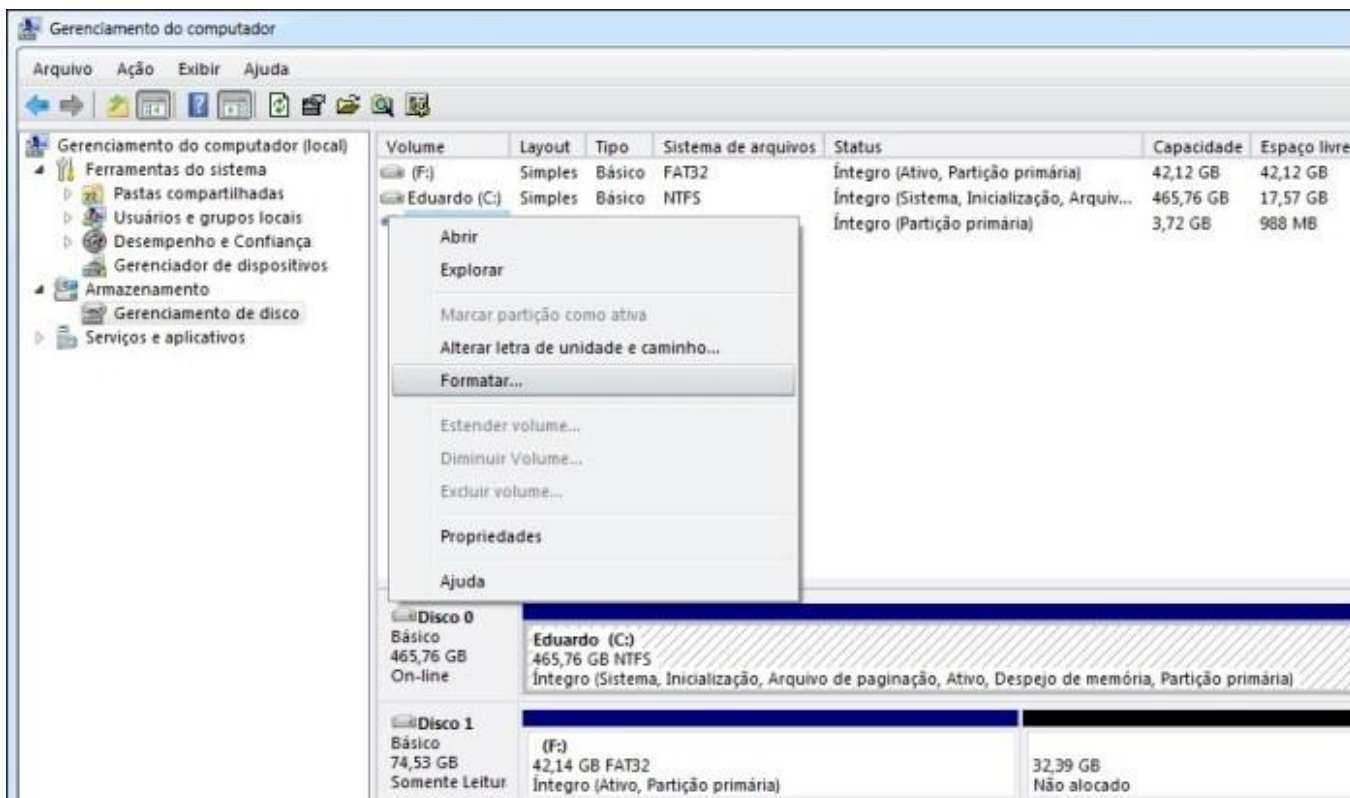 Gerenciamento do computador
Arquivo Ação Exibir Ajuda
Gerenciamento do computador (local)
Ferramentas do sistema
Pastas compartilhadas
Usuários e grupos locais
Desempenho e Confiança
Gerenciador de dispositivos
Armazenamento
Gerenciamento de disco
Serviços e aplicativos
Volume Layout Tipo Sistema de arquivos Status Capacidade Espaço livre
(F:) Simples Básico FAT32 Íntegro (Ativo, Partição primária) 42,12 GB 42,12 GB
Eduardo (C:) Simples Básico NTFS Íntegro (Sistema, Inicialização, Arquiv... 465,76 GB 17,57 GB
Íntegro (Partição primária) 3,72 GB 988 MB
Abrir
Explorar
Marcar partição como ativa
Alterar letra de unidade e caminho...
Formatar...
Estender volume...
Diminuir Volume...
Excluir volume...
Propriedades
Ajuda
Disco 0
Básico
465,76 GB
On-line
Eduardo (C:)
465,76 GB NTFS
Íntegro (Sistema, Inicialização, Arquivo de paginação, Ativo, Despejo de memória, Partição primária)
Disco 1
Básico
74,53 GB
Somente Leitur
(F:)
42,14 GB FAT32
Íntegro (Ativo, Partição primária)
32,39 GB
Não alocado